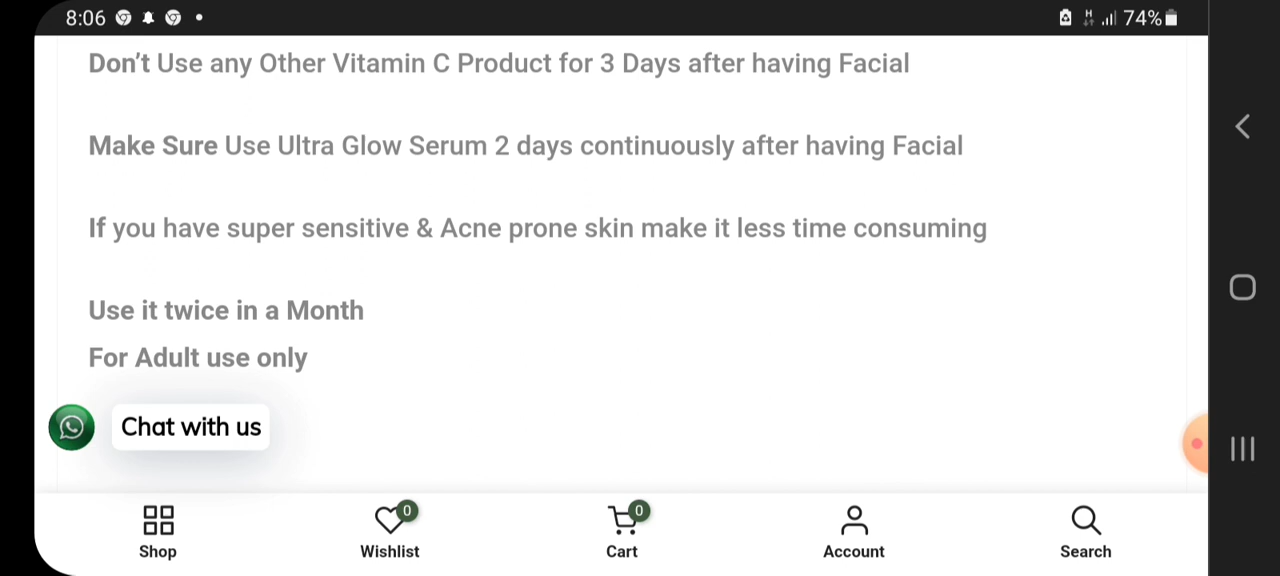 8:06
74%
Don't Use any Other Vitamin C Product for 3 Days after having Facial
Make Sure Use Ultra Glow Serum 2 days continuously after having Facial
If you have super sensitive & Acne prone skin make it less time consuming
Use it twice in a Month
For Adult use only
Chat with us
0
0
Shop
Wishlist
Cart
Account
Search